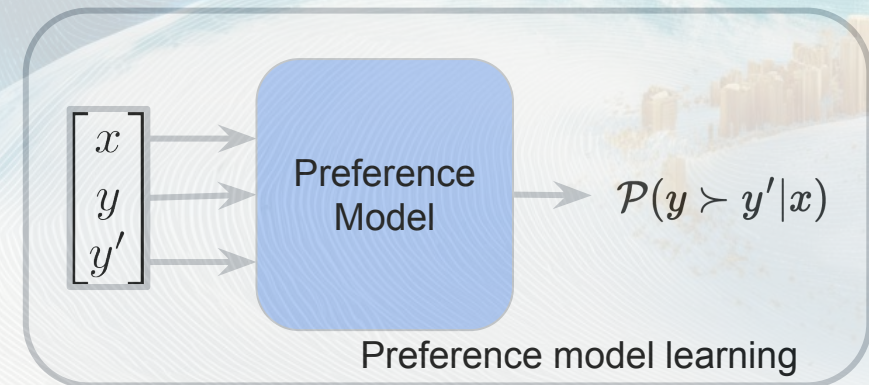 x
y
y′
Preference
Model
𝒫(y ≻ y′|x)
Preference model learning